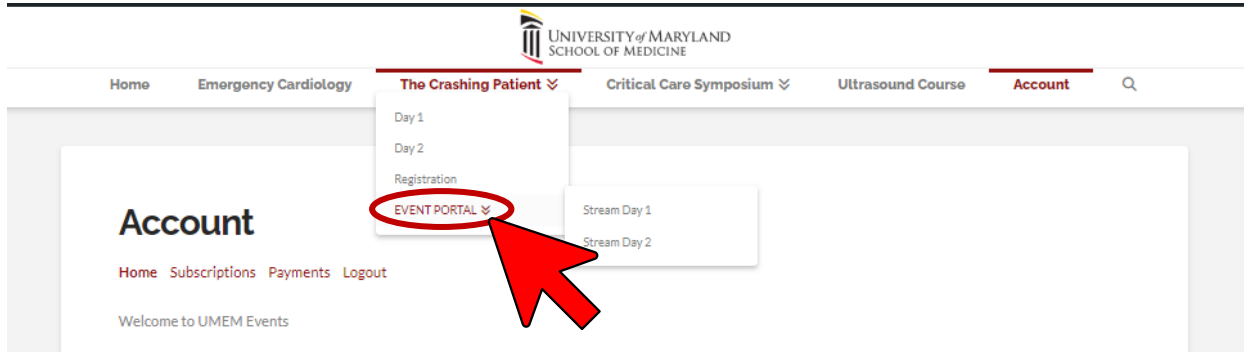 UNIVERSITY of MARYLAND
SCHOOL OF MEDICINE
Home Emergency Cardiology The Crashing Patient Critical Care Symposium Ultrasound Course Account
Day 1
Day 2
Registration
EVENT PORTAL
Stream Day 1
Stream Day 2
Account
Home Subscriptions Payments Logout
Welcome to UMEM Events